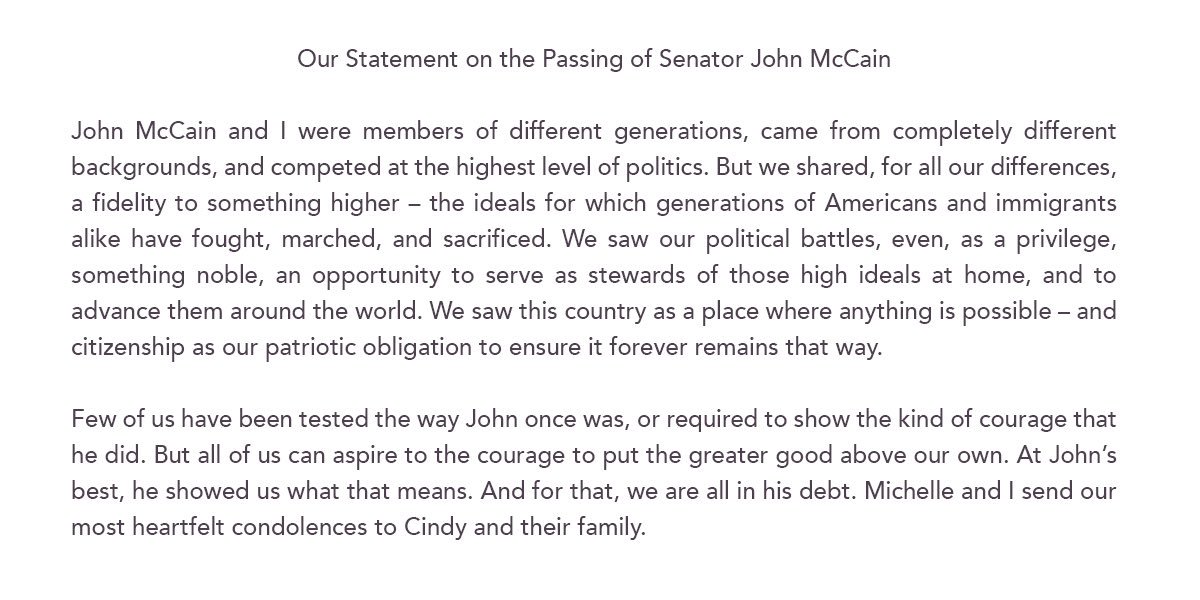 Our Statement on the Passing of Senator John McCain
John McCain and I were members of different generations, came from completely different
backgrounds, and competed at the highest level of politics. But we shared, for all our differences,
a fidelity to something higher – the ideals for which generations of Americans and immigrants
alike have fought, marched, and sacrificed. We saw our political battles, even, as a privilege,
something noble, an opportunity to serve as stewards of those high ideals at home, and to
advance them around the world. We saw this country as a place where anything is possible – and
citizenship as our patriotic obligation to ensure it forever remains that way.
Few of us have been tested the way John once was, or required to show the kind of courage that
he did. But all of us can aspire to the courage to put the greater good above our own. At John’s
best, he showed us what that means. And for that, we are all in his debt. Michelle and I send our
most heartfelt condolences to Cindy and their family.